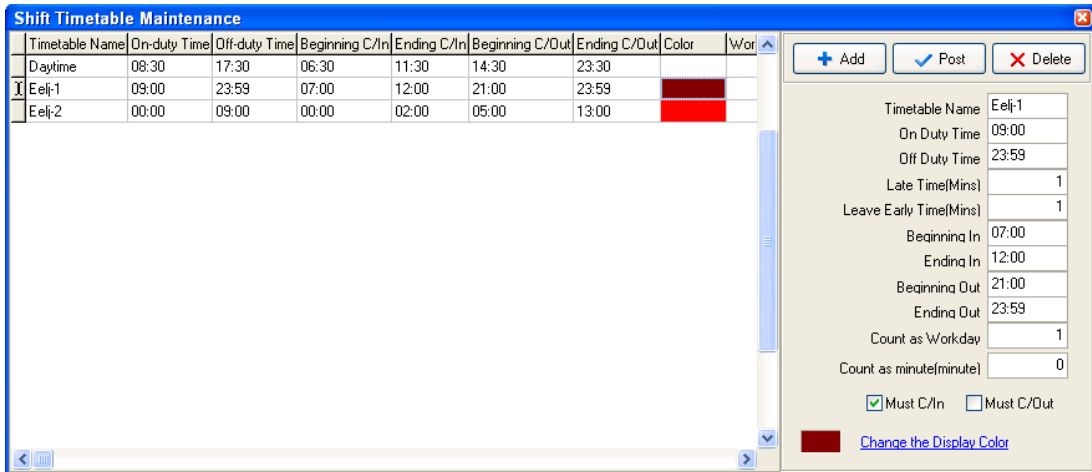 Shift Timetable Maintenance
Timetable Name On-duty Time Off-duty Time Beginning C/In Ending C/In Beginning C/Out Ending C/Out Color Wor
Daytime 08:30 17:30 06:30 11:30 14:30 23:30
Eelj-1 09:00 23:59 07:00 12:00 21:00 23:59
Eelj-2 00:00 09:00 00:00 02:00 05:00 13:00
Add Post Delete
Timetable Name Eelj-1
On Duty Time 09:00
Off Duty Time 23:59
Late Time(Mins) 1
Leave Early Time(Mins) 1
Beginning In 07:00
Ending In 12:00
Beginning Out 21:00
Ending Out 23:59
Count as Workday 1
Count as minute(minute) 0
Must C/In Must C/Out
Change the Display Color